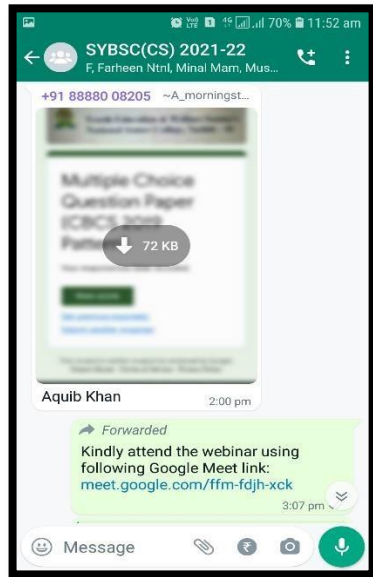 70% 11:52 am
SYBSC(CS) 2021-22
F, Farheen Ntnl, Minal Mam, Mus...
+91 88880 08205 ~A_morningst...
Multiple Choice
Question Paper
(CBCS 2019
72 KB
Aquib Khan
2:00 pm
Forwarded
Kindly attend the webinar using
following Google Meet link:
meet.google.com/ffm-fdjh-xck
3:07 pm
Message